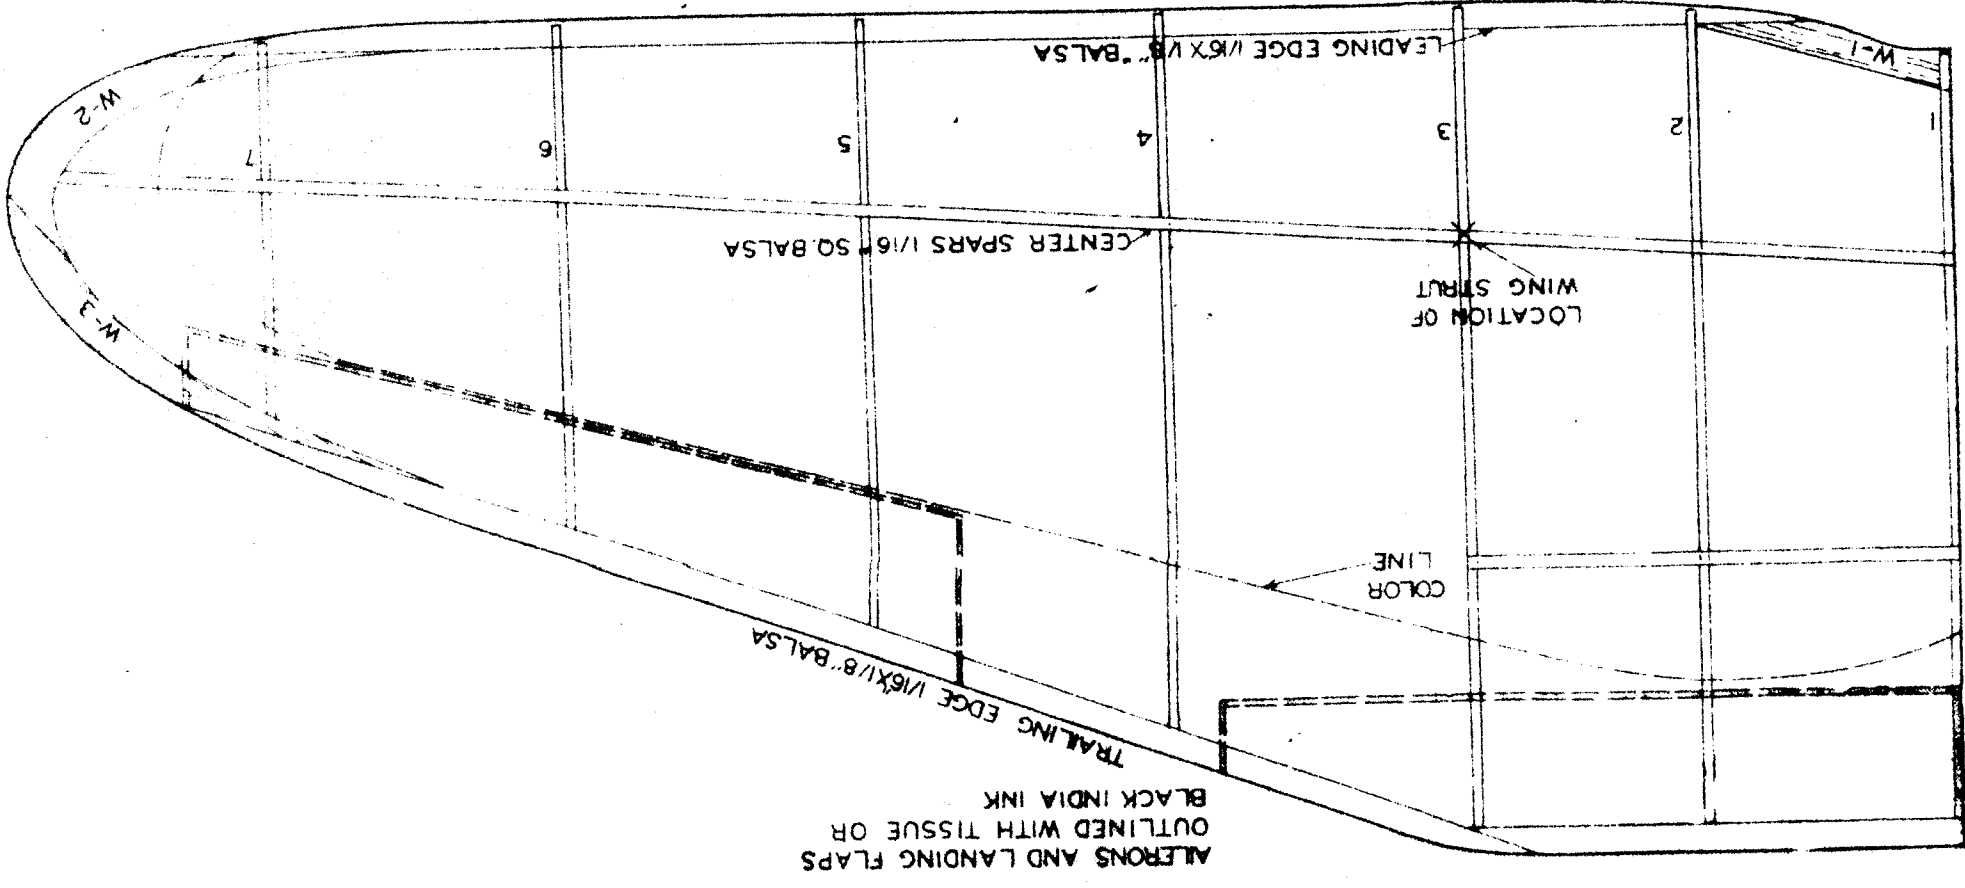 AILERONS AND LANDING FLAPS
OUTLINED WITH TISSUE OR
BLACK INDIA INK
TRAILING EDGE 1/16"X1/8" BALSA
COLOR
LINE
LOCATION OF
WING STRUT
W-3
CENTER SPARS 1/16" SQ. BALSA
1
2
3
4
5
6
7
W-2
W-1
LEADING EDGE 1/16 X 1/8" BALSA